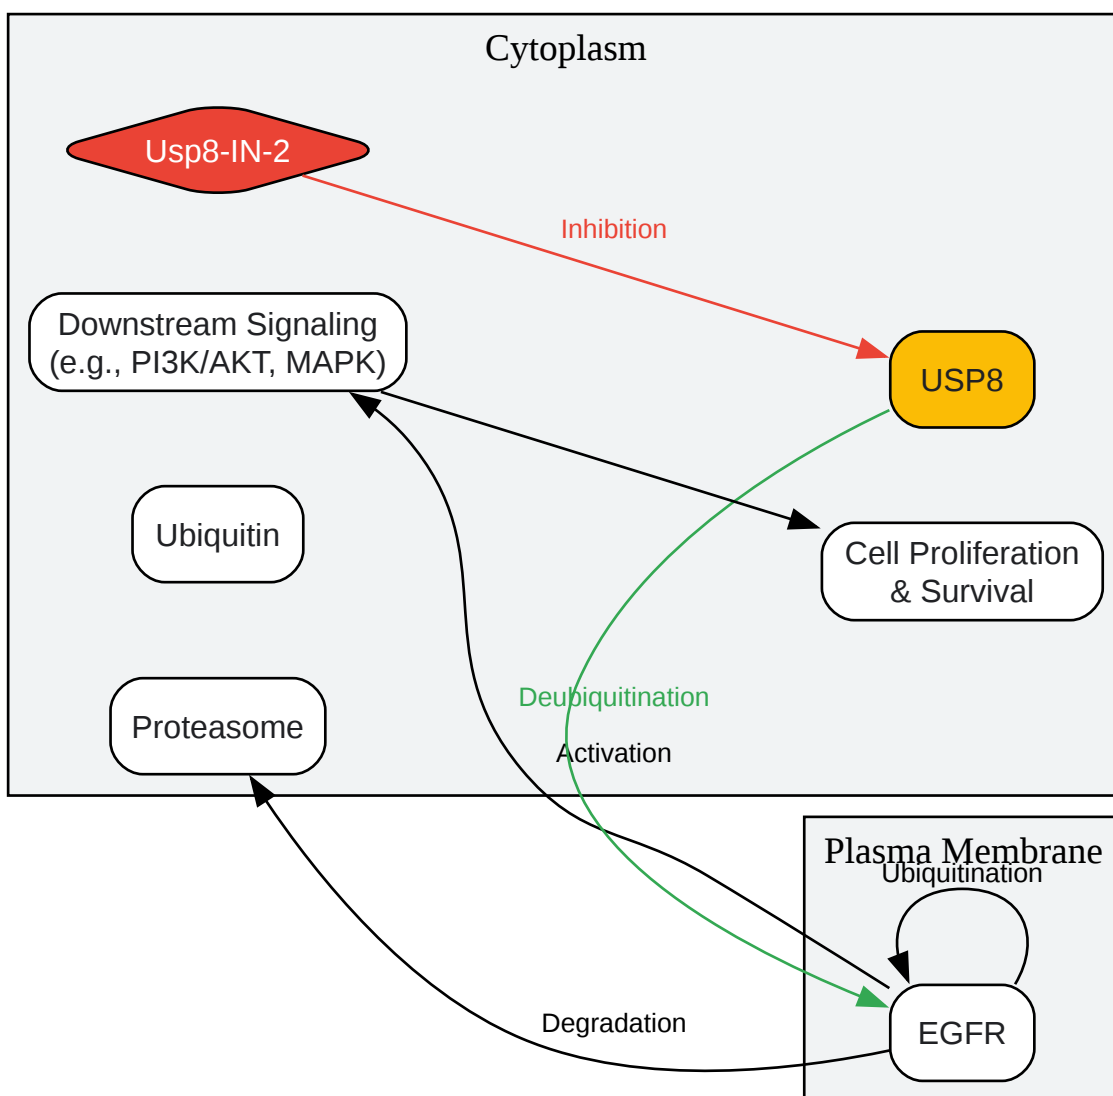 Cytoplasm
Usp8-IN-2
Inhibition
Downstream Signaling
(e.g., PI3K/AKT, MAPK)
USP8
Ubiquitin
Cell Proliferation
& Survival
Deubiquitination
Proteasome
Activation
Plasma Membrane
Ubiquitination
Degradation
EGFR